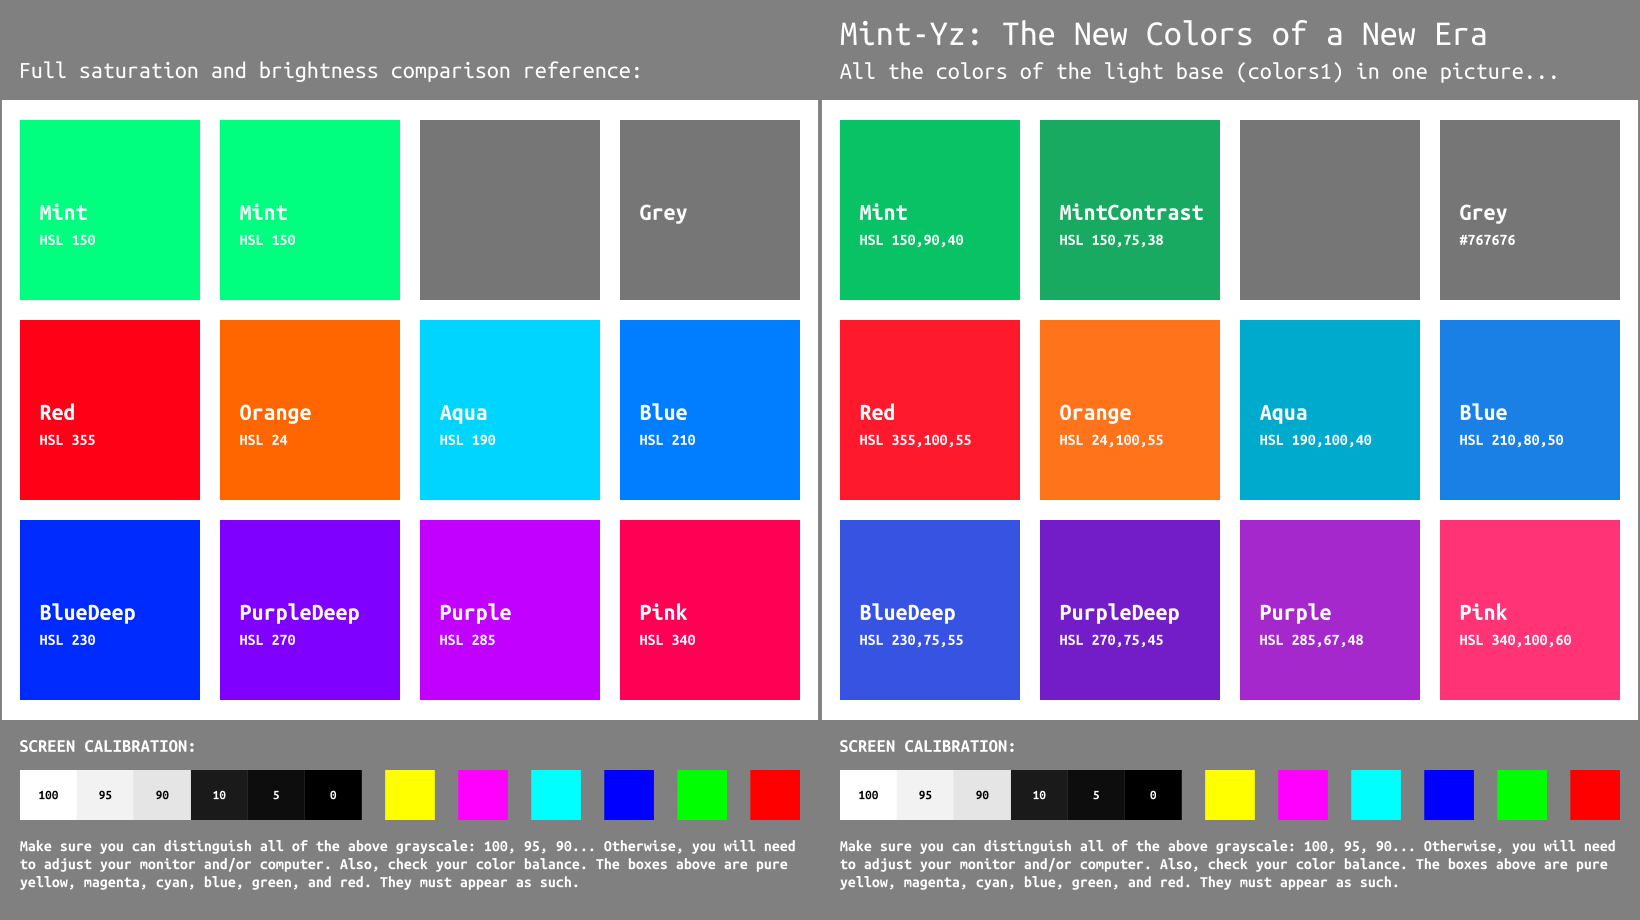 Full saturation and brightness comparison reference:
Mint
HSL 150
Mint
HSL 150
Grey
Red
HSL 355
Orange
HSL 24
Aqua
HSL 190
Blue
HSL 210
BlueDeep
HSL 230
PurpleDeep
HSL 270
Purple
HSL 285
Pink
HSL 340
SCREEN CALIBRATION:
100 95 90 10 5 0
Make sure you can distinguish all of the above grayscale: 100, 95, 90... Otherwise, you will need
to adjust your monitor and/or computer. Also, check your color balance. The boxes above are pure
yellow, magenta, cyan, blue, green, and red. They must appear as such.
Mint-Yz: The New Colors of a New Era
All the colors of the light base (colors1) in one picture...
Mint
HSL 150,90,40
MintContrast
HSL 150,75,38
Grey
#767676
Red
HSL 355,100,55
Orange
HSL 24,100,55
Aqua
HSL 190,100,40
Blue
HSL 210,80,50
BlueDeep
HSL 230,75,55
PurpleDeep
HSL 270,75,45
Purple
HSL 285,67,48
Pink
HSL 340,100,60
SCREEN CALIBRATION:
100 95 90 10 5 0
Make sure you can distinguish all of the above grayscale: 100, 95, 90... Otherwise, you will need
to adjust your monitor and/or computer. Also, check your color balance. The boxes above are pure
yellow, magenta, cyan, blue, green, and red. They must appear as such.